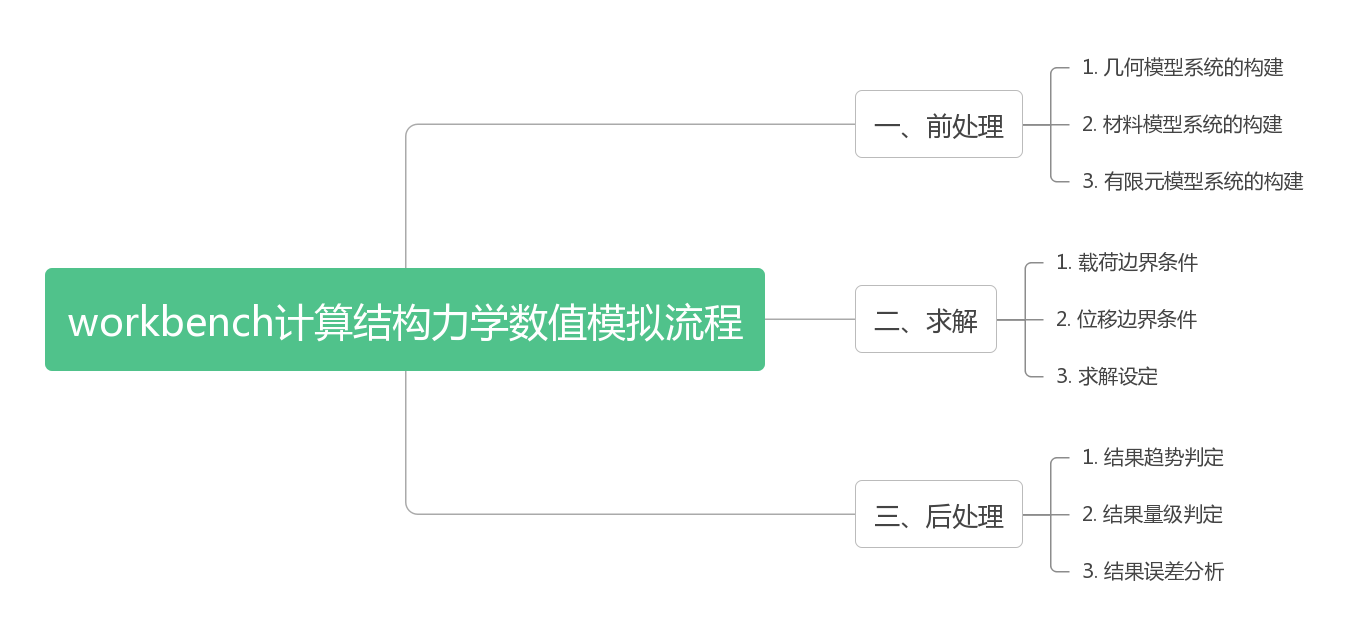 workbench计算结构力学数值模拟流程
一、前处理
1. 几何模型系统的构建
2. 材料模型系统的构建
3. 有限元模型系统的构建
二、求解
1. 载荷边界条件
2. 位移边界条件
3. 求解设定
三、后处理
1. 结果趋势判定
2. 结果量级判定
3. 结果误差分析